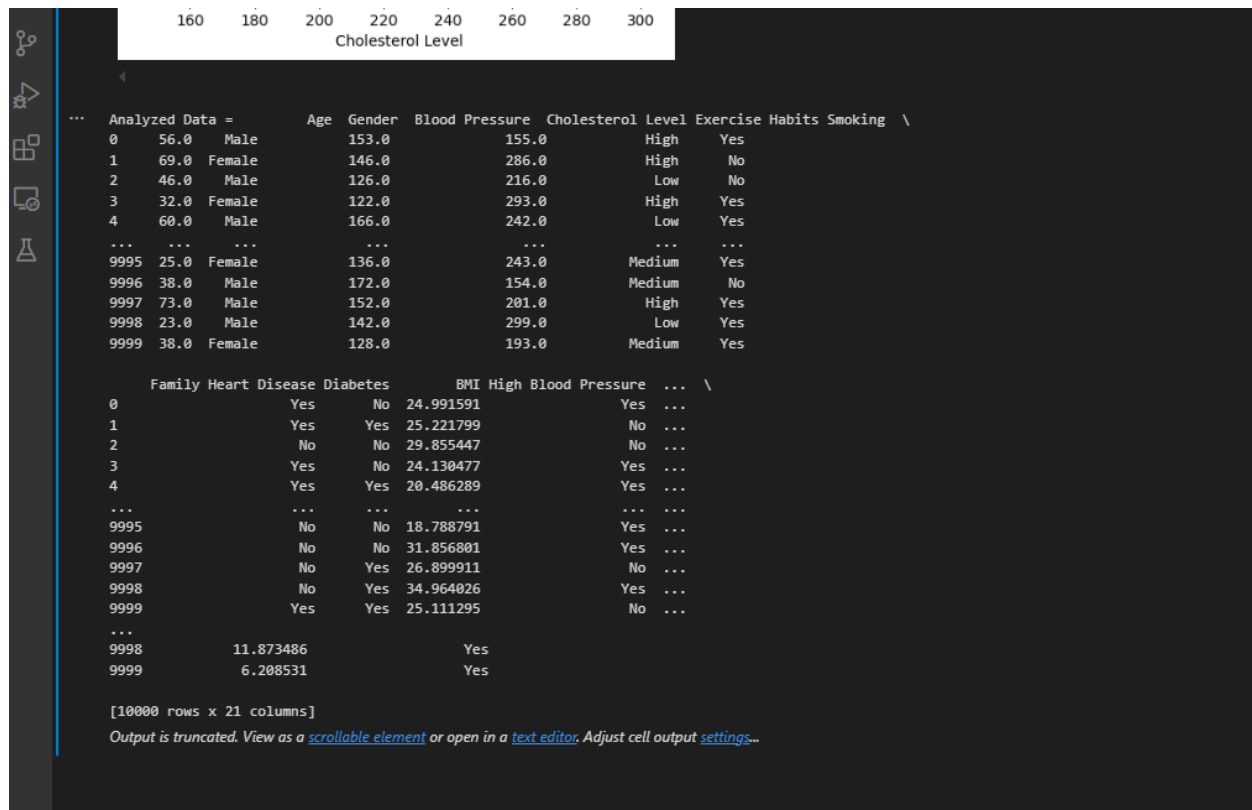 160 180 200 220 240 260 280 300
Cholesterol Level
... Analyzed Data = Age Gender Blood Pressure Cholesterol Level Exercise Habits Smoking \
0 56.0 Male 153.0 155.0 High Yes
1 69.0 Female 146.0 286.0 High No
2 46.0 Male 126.0 216.0 Low No
3 32.0 Female 122.0 293.0 High Yes
4 60.0 Male 166.0 242.0 Low Yes
... ... ... ... ... ... ...
9995 25.0 Female 136.0 243.0 Medium Yes
9996 38.0 Male 172.0 154.0 Medium No
9997 73.0 Male 152.0 201.0 High Yes
9998 23.0 Male 142.0 299.0 Low Yes
9999 38.0 Female 128.0 193.0 Medium Yes
Family Heart Disease Diabetes BMI High Blood Pressure ... \
0 Yes No 24.991591 Yes ...
1 Yes Yes 25.221799 No ...
2 No No 29.855447 No ...
3 Yes No 24.130477 Yes ...
4 Yes Yes 20.486289 Yes ...
... ... ... ... ... ...
9995 No No 18.788791 Yes ...
9996 No No 31.856801 Yes ...
9997 No Yes 26.899911 No ...
9998 No Yes 34.964026 Yes ...
9999 Yes Yes 25.111295 No ...
...
9998 11.873486 Yes
9999 6.208531 Yes
[10000 rows x 21 columns]
Output is truncated. View as a scrollable element or open in a text editor. Adjust cell output settings...